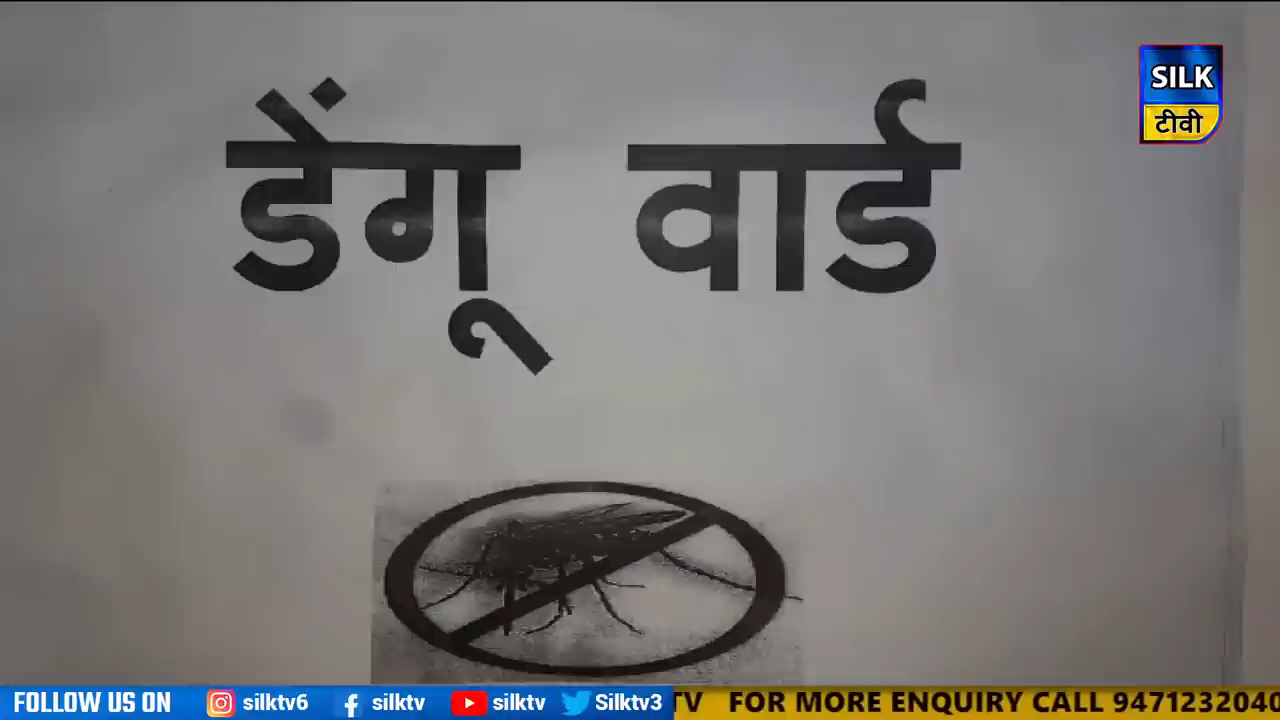 डेंगू वार्ड
SILK
टीवी
FOLLOW US ON silktv6 silktv silktv Silktv3 TV FOR MORE ENQUIRY CALL 9471232040